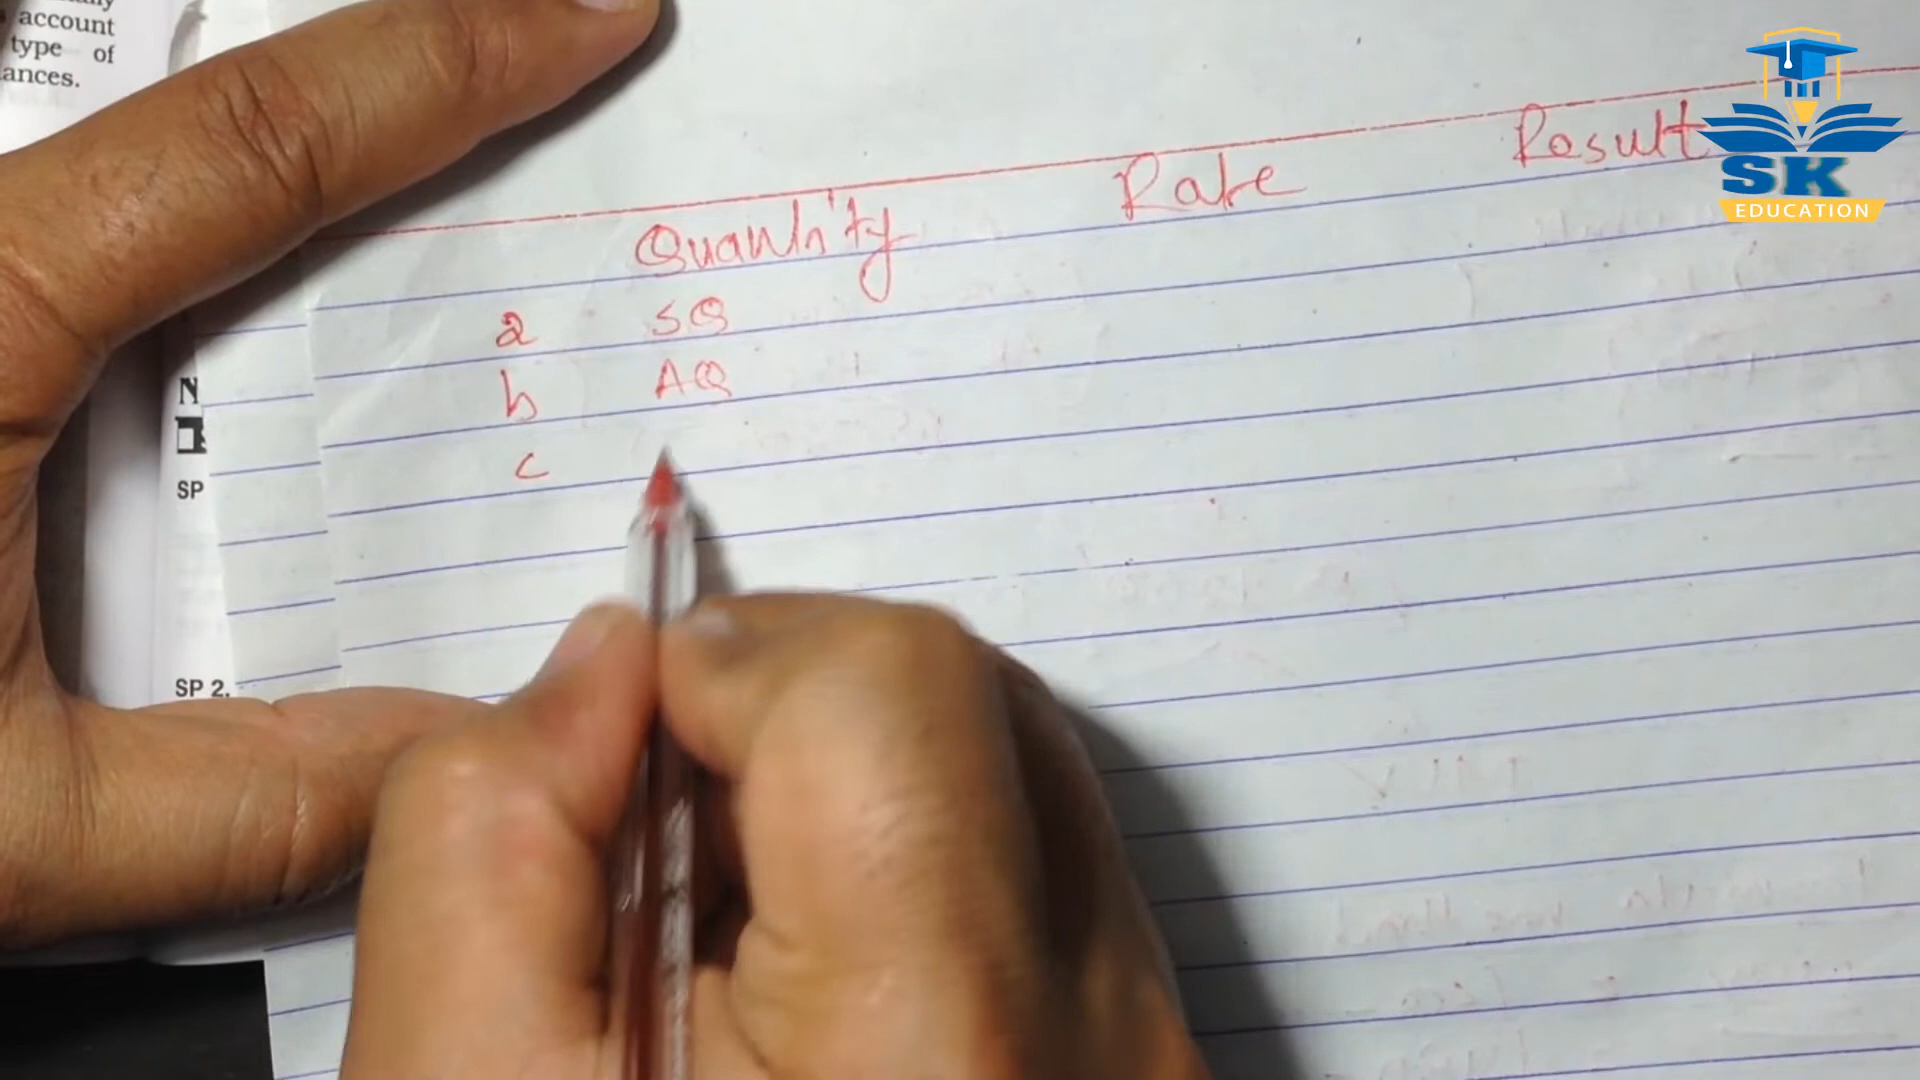 account
type of
ances.
Quantity Rate Result
a SQ
b AQ
c
N
SP
SP 2.
SK
EDUCATION